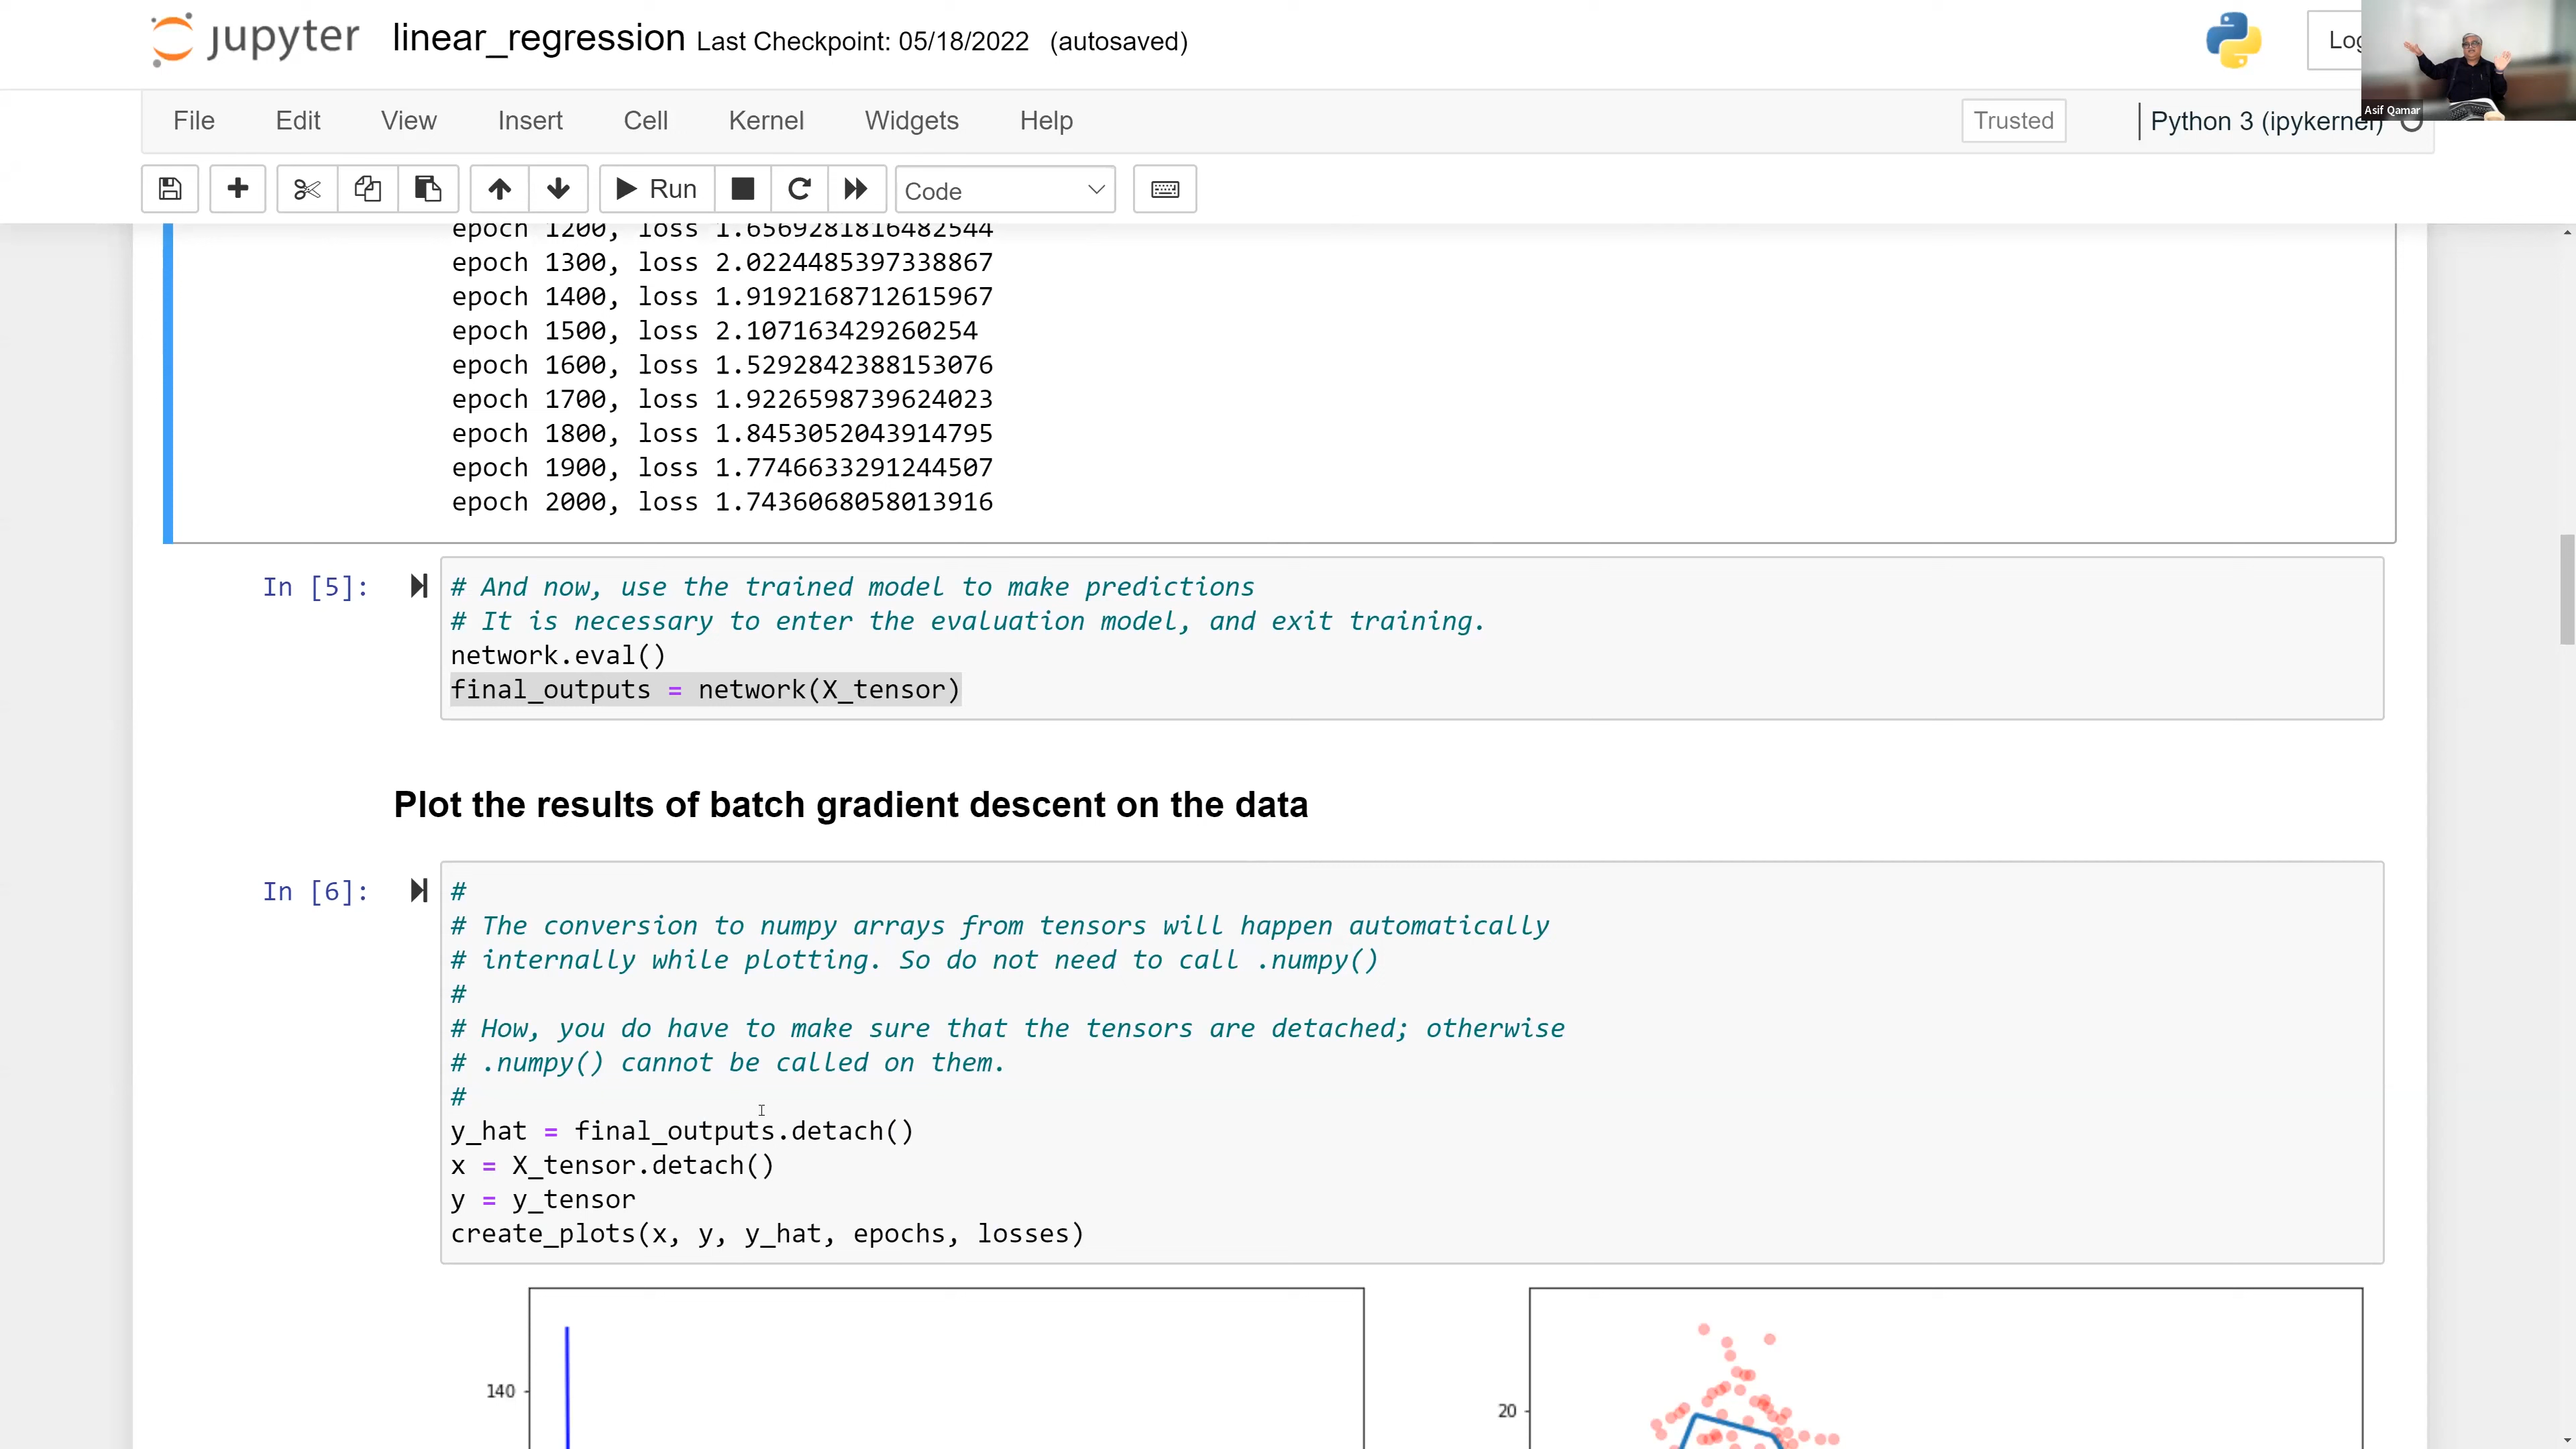 jupyter linear_regression Last Checkpoint: 05/18/2022 (autosaved)
Asif Qamar
File Edit View Insert Cell Kernel Widgets Help Trusted Python 3 (ipykernel)
Run Code
epoch 1200, loss 1.6569281816482544
epoch 1300, loss 2.0224485397338867
epoch 1400, loss 1.9192168712615967
epoch 1500, loss 2.107163429260254
epoch 1600, loss 1.5292842388153076
epoch 1700, loss 1.9226598739624023
epoch 1800, loss 1.8453052043914795
epoch 1900, loss 1.7746633291244507
epoch 2000, loss 1.7436068058013916
In [5]: # And now, use the trained model to make predictions
# It is necessary to enter the evaluation model, and exit training.
network.eval()
final_outputs = network(X_tensor)
Plot the results of batch gradient descent on the data
In [6]: #
# The conversion to numpy arrays from tensors will happen automatically
# internally while plotting. So do not need to call .numpy()
#
# How, you do have to make sure that the tensors are detached; otherwise
# .numpy() cannot be called on them.
#
y_hat = final_outputs.detach()
x = X_tensor.detach()
y = y_tensor
create_plots(x, y, y_hat, epochs, losses)
140
20